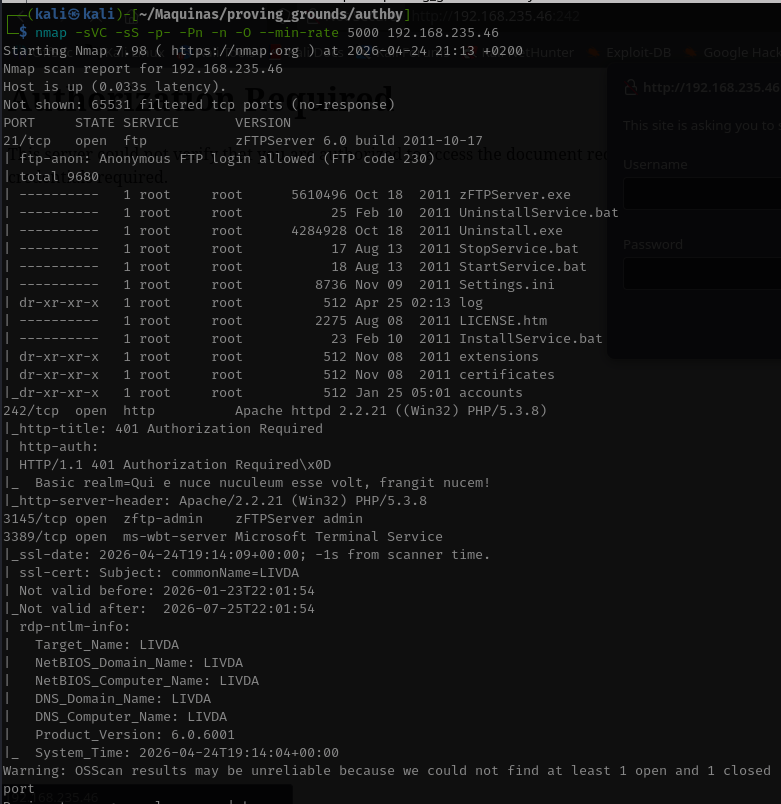 ┌──(kali㉿kali)-[~/Maquinas/proving_grounds/authby]
└─$ nmap -sVC -sS -p- -Pn -n -O --min-rate 5000 192.168.235.46
Starting Nmap 7.98 ( https://nmap.org ) at 2026-04-24 21:13 +0200
Nmap scan report for 192.168.235.46
Host is up (0.033s latency).
Not shown: 65531 filtered tcp ports (no-response)
PORT     STATE SERVICE       VERSION
21/tcp   open  ftp           zFTPServer 6.0 build 2011-10-17
| ftp-anon: Anonymous FTP login allowed (FTP code 230)
| total 9680
| ----------   1 root     root      5610496 Oct 18  2011 zFTPServer.exe
| ----------   1 root     root           25 Feb 10  2011 UninstallService.bat
| ----------   1 root     root      4284928 Oct 18  2011 Uninstall.exe
| ----------   1 root     root           17 Aug 13  2011 StopService.bat
| ----------   1 root     root           18 Aug 13  2011 StartService.bat
| ----------   1 root     root         8736 Nov 09  2011 Settings.ini
| dr-xr-xr-x   1 root     root          512 Apr 25 02:13 log
| ----------   1 root     root         2275 Aug 08  2011 LICENSE.htm
| ----------   1 root     root           23 Feb 10  2011 InstallService.bat
| dr-xr-xr-x   1 root     root          512 Nov 08  2011 extensions
| dr-xr-xr-x   1 root     root          512 Nov 08  2011 certificates
|_dr-xr-xr-x   1 root     root          512 Jan 25 05:01 accounts
242/tcp  open  http          Apache httpd 2.2.21 ((Win32) PHP/5.3.8)
|_http-title: 401 Authorization Required
| http-auth:
| HTTP/1.1 401 Authorization Required\x0D
|_  Basic realm=Qui e nuce nuculeum esse volt, frangit nucem!
|_http-server-header: Apache/2.2.21 (Win32) PHP/5.3.8
3145/tcp open  zftp-admin    zFTPServer admin
3389/tcp open  ms-wbt-server Microsoft Terminal Service
|_ssl-date: 2026-04-24T19:14:09+00:00; -1s from scanner time.
| ssl-cert: Subject: commonName=LIVDA
| Not valid before: 2026-01-23T22:01:54
|_Not valid after:  2026-07-25T22:01:54
| rdp-ntlm-info:
|   Target_Name: LIVDA
|   NetBIOS_Domain_Name: LIVDA
|   NetBIOS_Computer_Name: LIVDA
|   DNS_Domain_Name: LIVDA
|   DNS_Computer_Name: LIVDA
|   Product_Version: 6.0.6001
|_  System_Time: 2026-04-24T19:14:04+00:00
Warning: OSScan results may be unreliable because we could not find at least 1 open and 1 closed
port
http://192.168.235.46:242
Hunter
Exploit-DB
Google Hack
Authorization Required
http://192.168.235.46
This site is asking you to
Username
Password